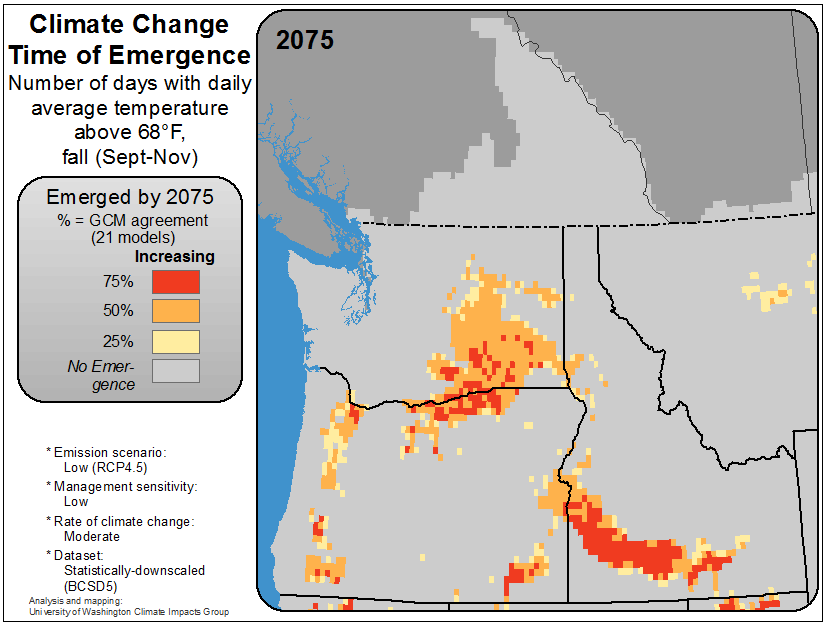 Climate Change
Time of Emergence
Number of days with daily
average temperature
above 68°F,
fall (Sept-Nov)
Emerged by 2075
% = GCM agreement
(21 models)
Increasing
75%
50%
25%
No Emer-
gence
* Emission scenario:
Low (RCP4.5)
* Management sensitivity:
Low
* Rate of climate change:
Moderate
* Dataset:
Statistically-downscaled
(BCSD5)
Analysis and mapping:
University of Washington Climate Impacts Group
2075